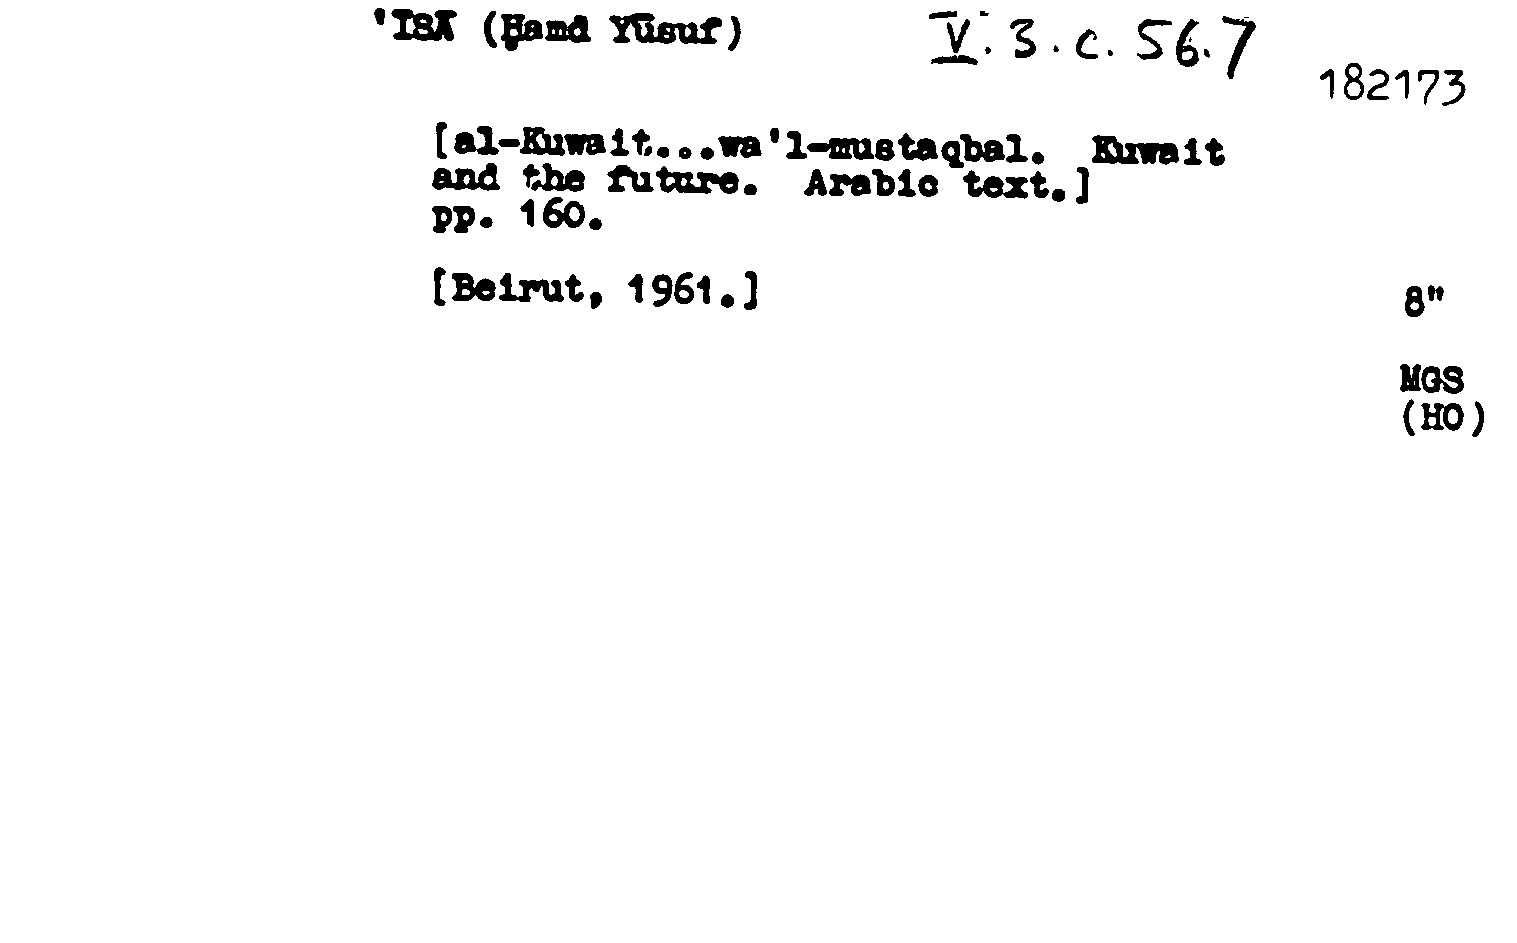 'ĪSĀ (Ḥamd Yūsuf)
V.3.c.56.7
182173
[al-Kuwait...wa'l-mustaqbal. Kuwait
and the future. Arabic text.]
pp. 160.
[Beirut, 1961.]
8"
MGS
(HO)